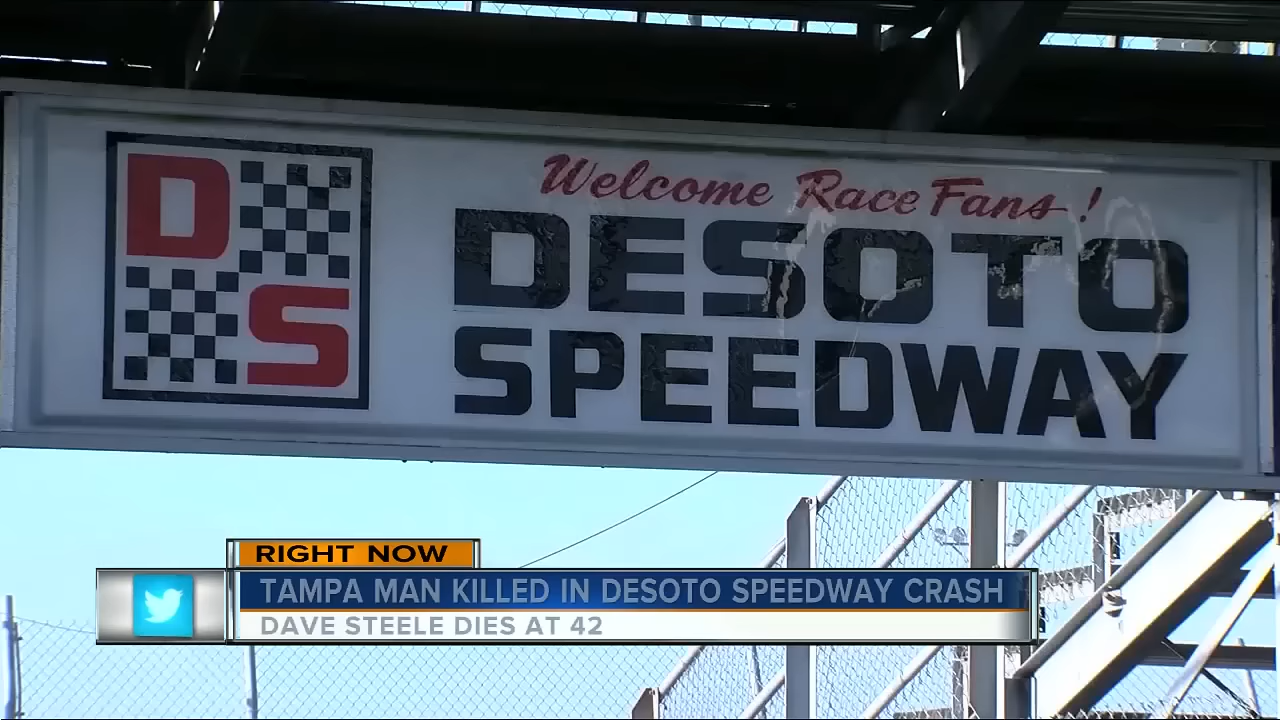 D
S
Welcome Race Fans!
DESOTO
SPEEDWAY
RIGHT NOW
TAMPA MAN KILLED IN DESOTO SPEEDWAY CRASH
DAVE STEELE DIES AT 42